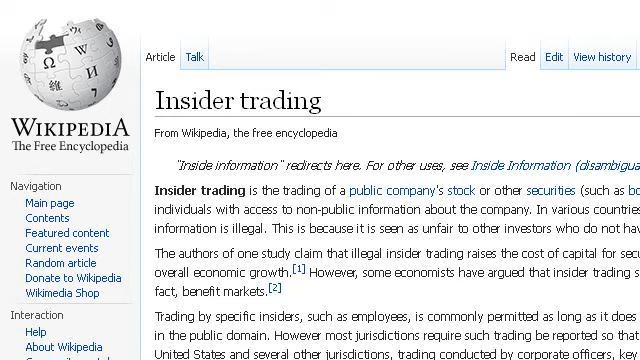 WIKIPEDIA
The Free Encyclopedia
Navigation
Main page
Contents
Featured content
Current events
Random article
Donate to Wikipedia
Wikimedia Shop
Interaction
Help
About Wikipedia
Article Talk Read Edit View history
Insider trading
From Wikipedia, the free encyclopedia
"Inside information" redirects here. For other uses, see Inside Information (disambigua
Insider trading is the trading of a public company's stock or other securities (such as bo
individuals with access to non-public information about the company. In various countries
information is illegal. This is because it is seen as unfair to other investors who do not hav
The authors of one study claim that illegal insider trading raises the cost of capital for secu
overall economic growth.[1] However, some economists have argued that insider trading s
fact, benefit markets.[2]
Trading by specific insiders, such as employees, is commonly permitted as long as it does
in the public domain. However most jurisdictions require such trading be reported so that
United States and several other jurisdictions, trading conducted by corporate officers, key